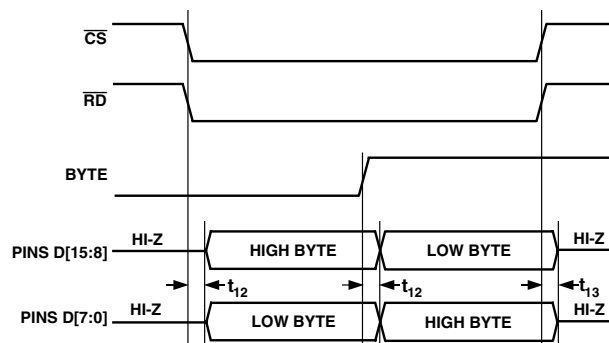 CS
RD
BYTE
HI-Z HIGH BYTE LOW BYTE HI-Z
PINS D[15:8]
t12 t12 t13
HI-Z LOW BYTE HIGH BYTE HI-Z
PINS D[7:0]